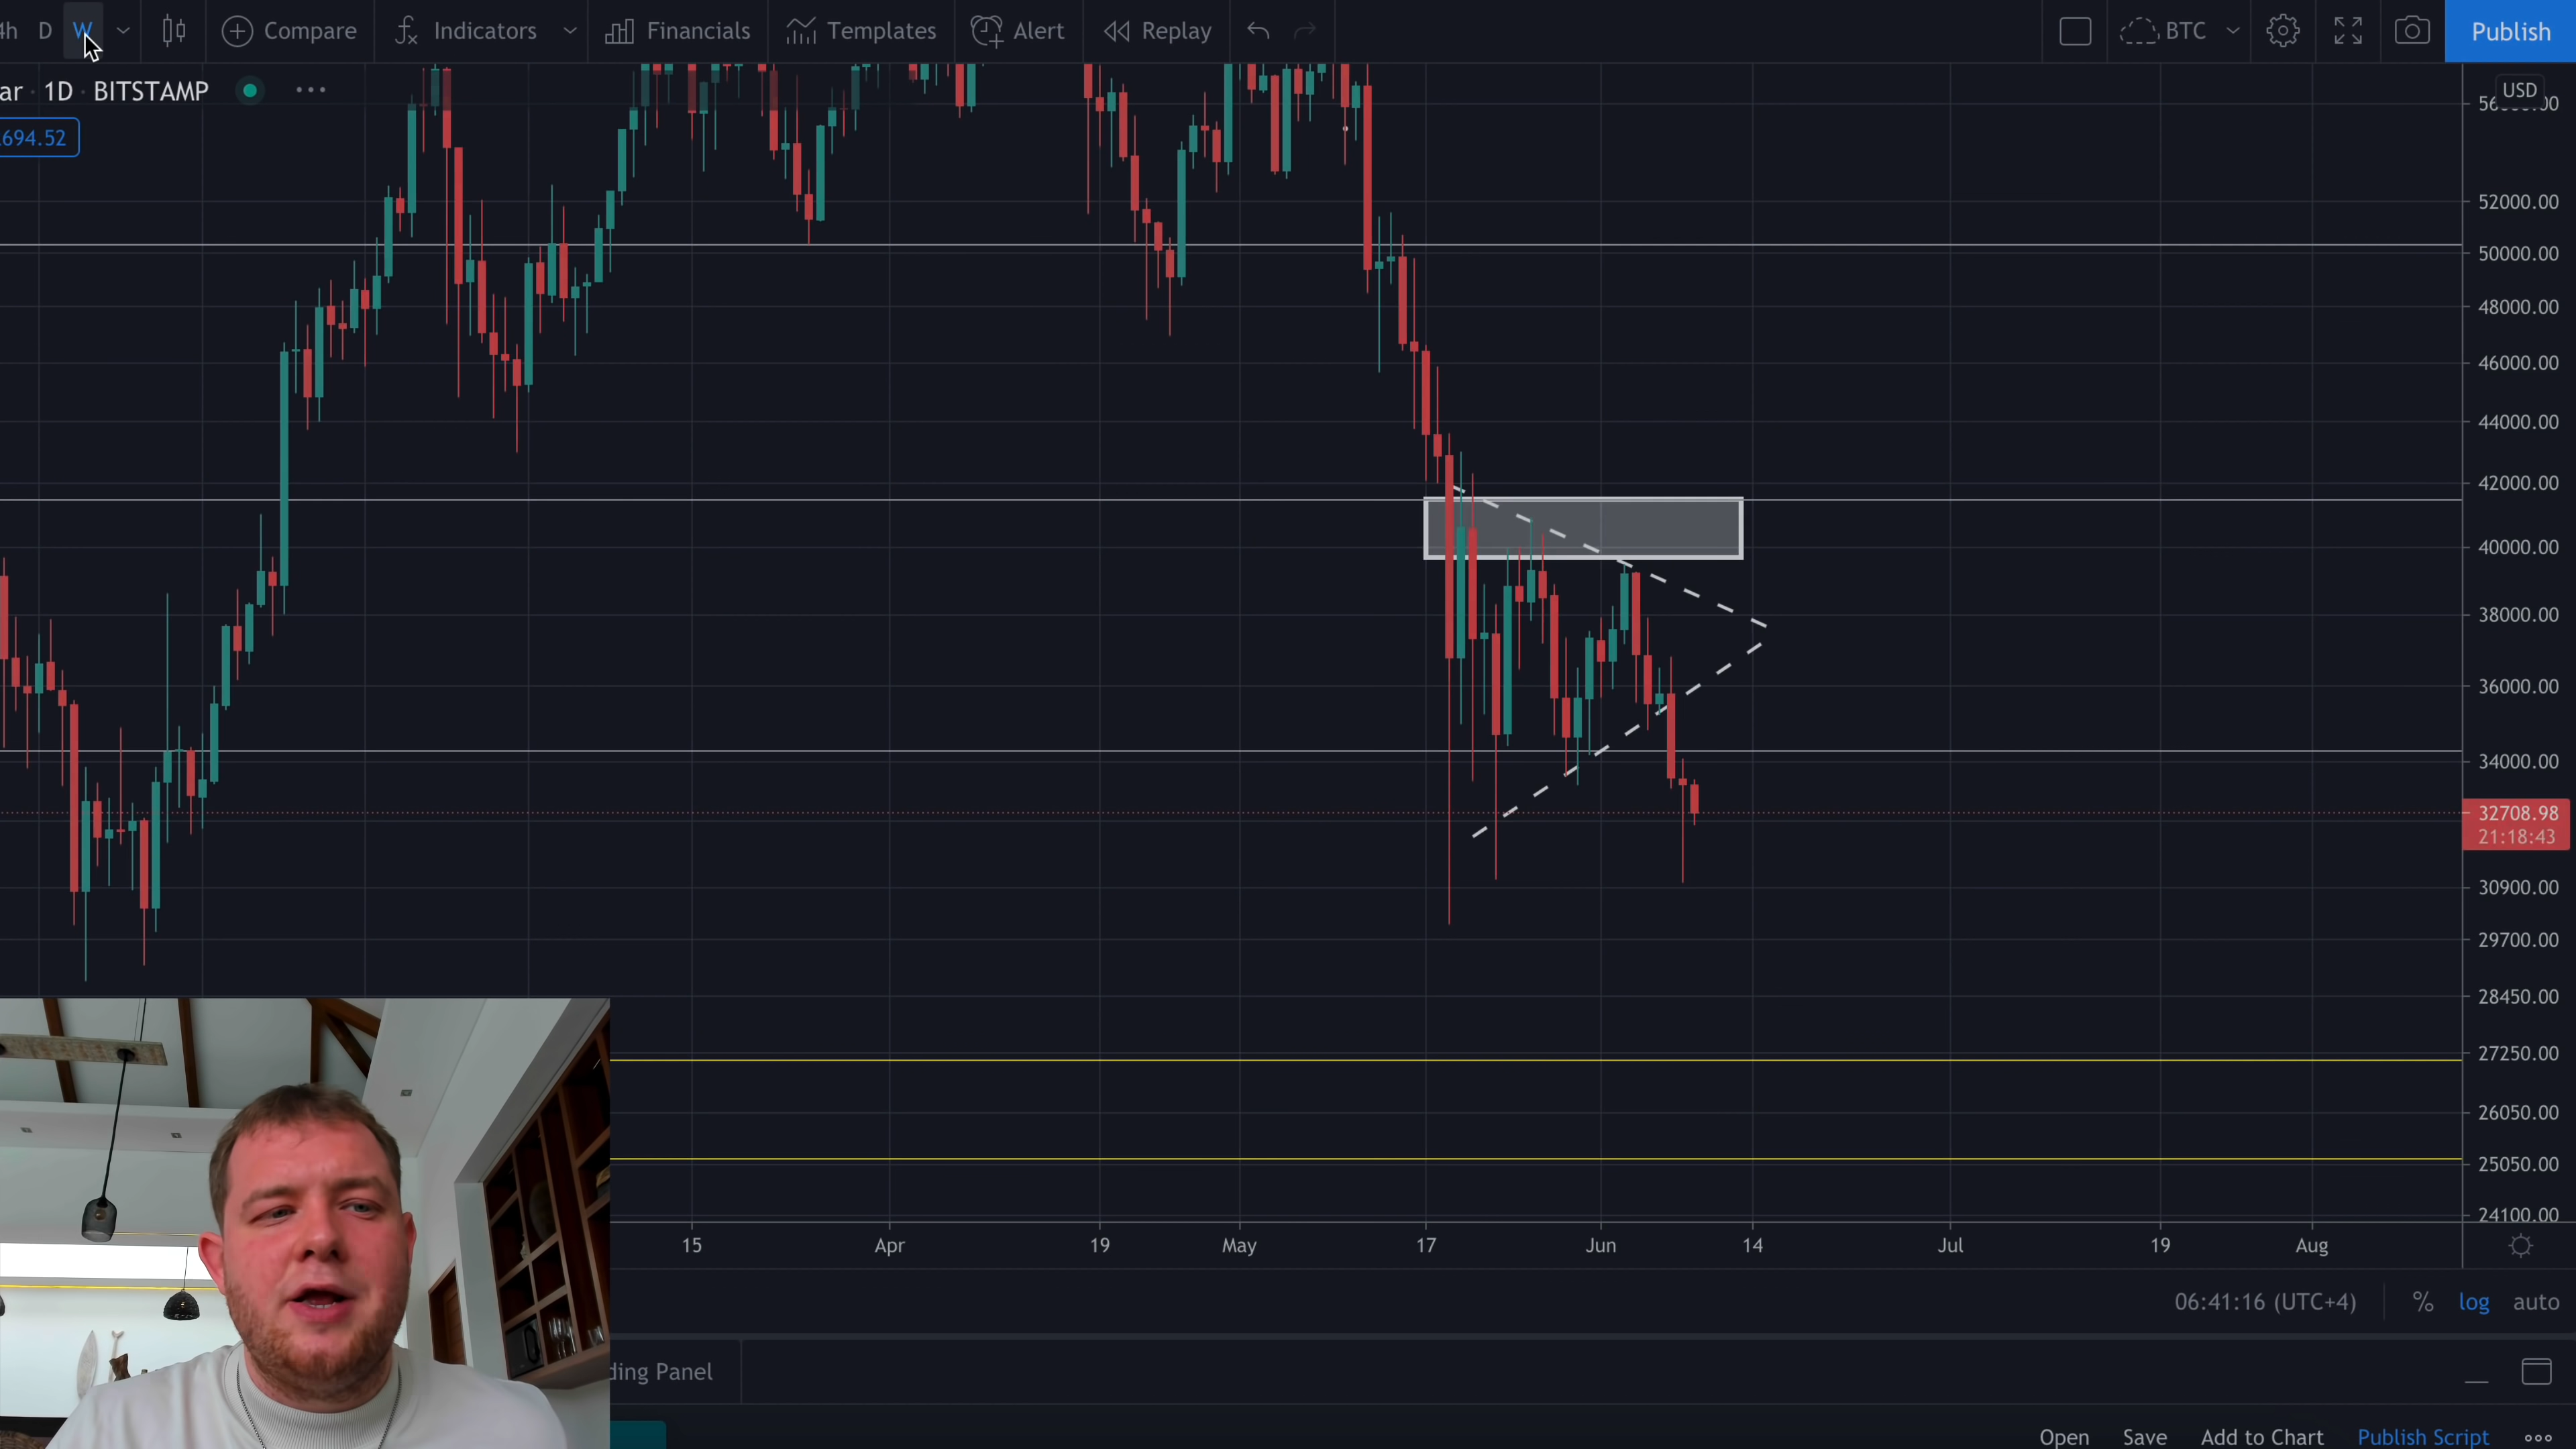 4h D W Compare Indicators Financials Templates Alert Replay BTC Publish
ar · 1D · BITSTAMP
694.52
USD
52000.00
50000.00
48000.00
46000.00
44000.00
42000.00
40000.00
38000.00
36000.00
34000.00
32708.98
21:18:43
30900.00
29700.00
28450.00
27250.00
26050.00
25050.00
24100.00
15 Apr 19 May 17 Jun 14 Jul 19 Aug
06:41:16 (UTC+4) % log auto
ding Panel
Open Save Add to Chart Publish Script